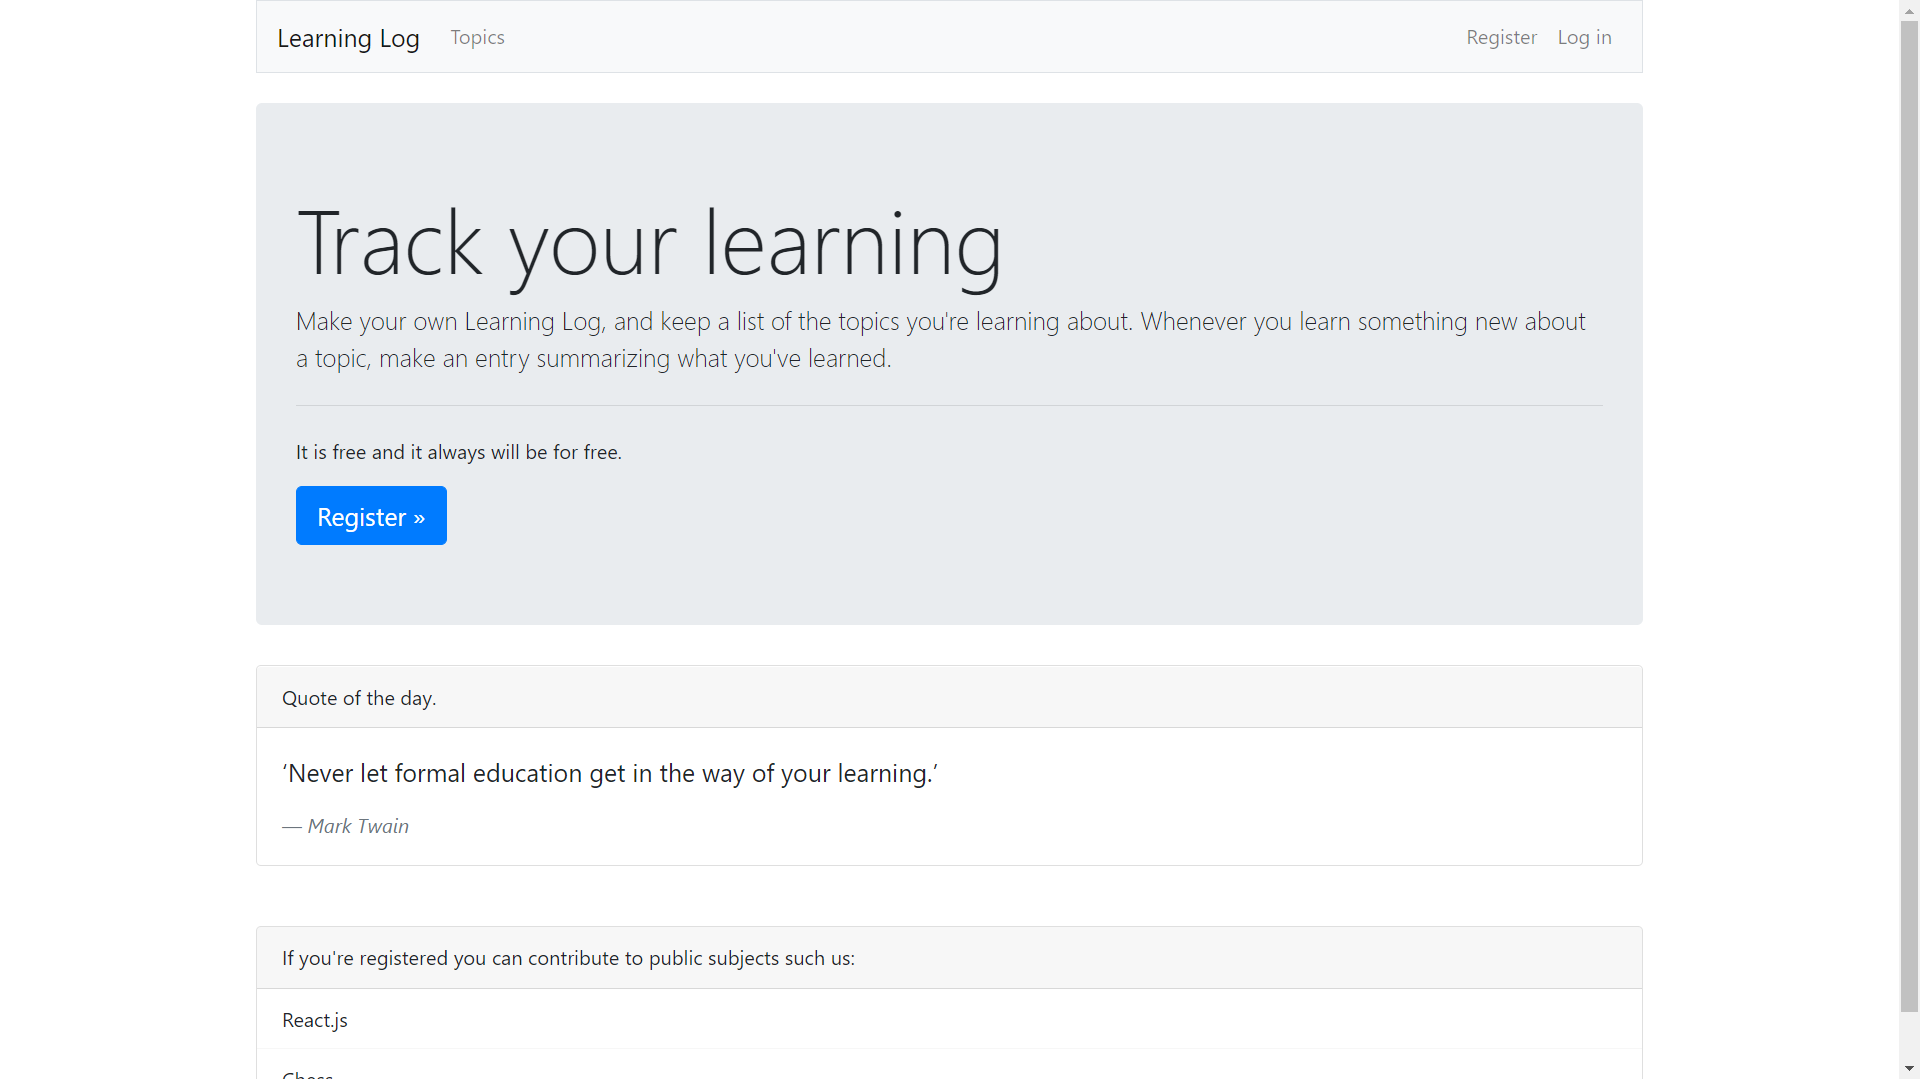 Learning Log Topics Register Log in
Track your learning
Make your own Learning Log, and keep a list of the topics you're learning about. Whenever you learn something new about
a topic, make an entry summarizing what you've learned.
It is free and it always will be for free.
Register »
Quote of the day.
‘Never let formal education get in the way of your learning.’
— Mark Twain
If you're registered you can contribute to public subjects such us:
React.js
Chess